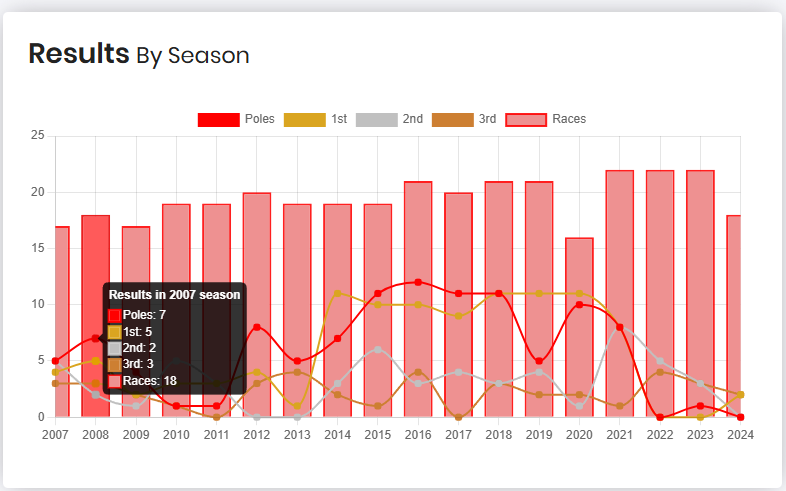 Results By Season
Poles 1st 2nd 3rd Races
25
20
15
10
5
0
Results in 2007 season
Poles: 7
1st: 5
2nd: 2
3rd: 3
Races: 18
2007 2008 2009 2010 2011 2012 2013 2014 2015 2016 2017 2018 2019 2020 2021 2022 2023 2024